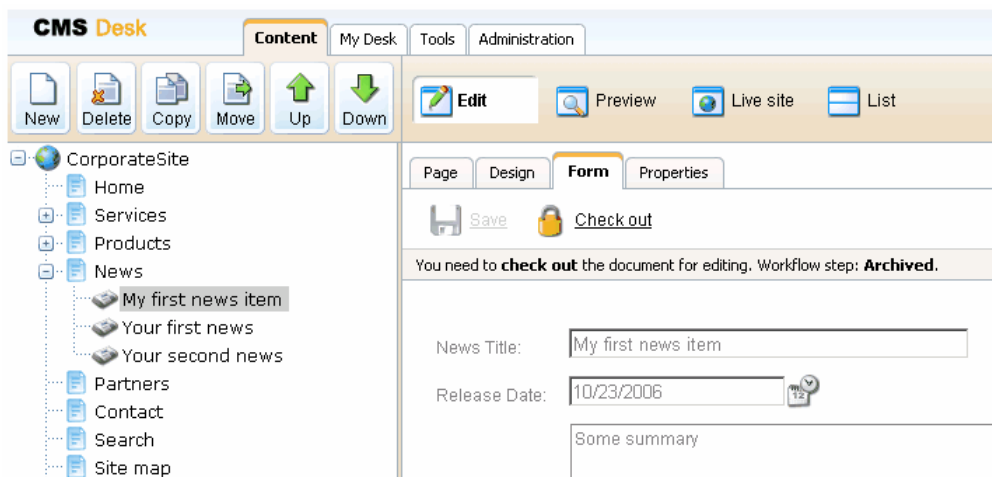 CMS Desk
Content My Desk Tools Administration
New Delete Copy Move Up Down
Edit Preview Live site List
CorporateSite
Home
Services
Products
News
My first news item
Your first news
Your second news
Partners
Contact
Search
Site map
Page Design Form Properties
Save Check out
You need to check out the document for editing. Workflow step: Archived.
News Title: My first news item
Release Date: 10/23/2006
12
Some summary